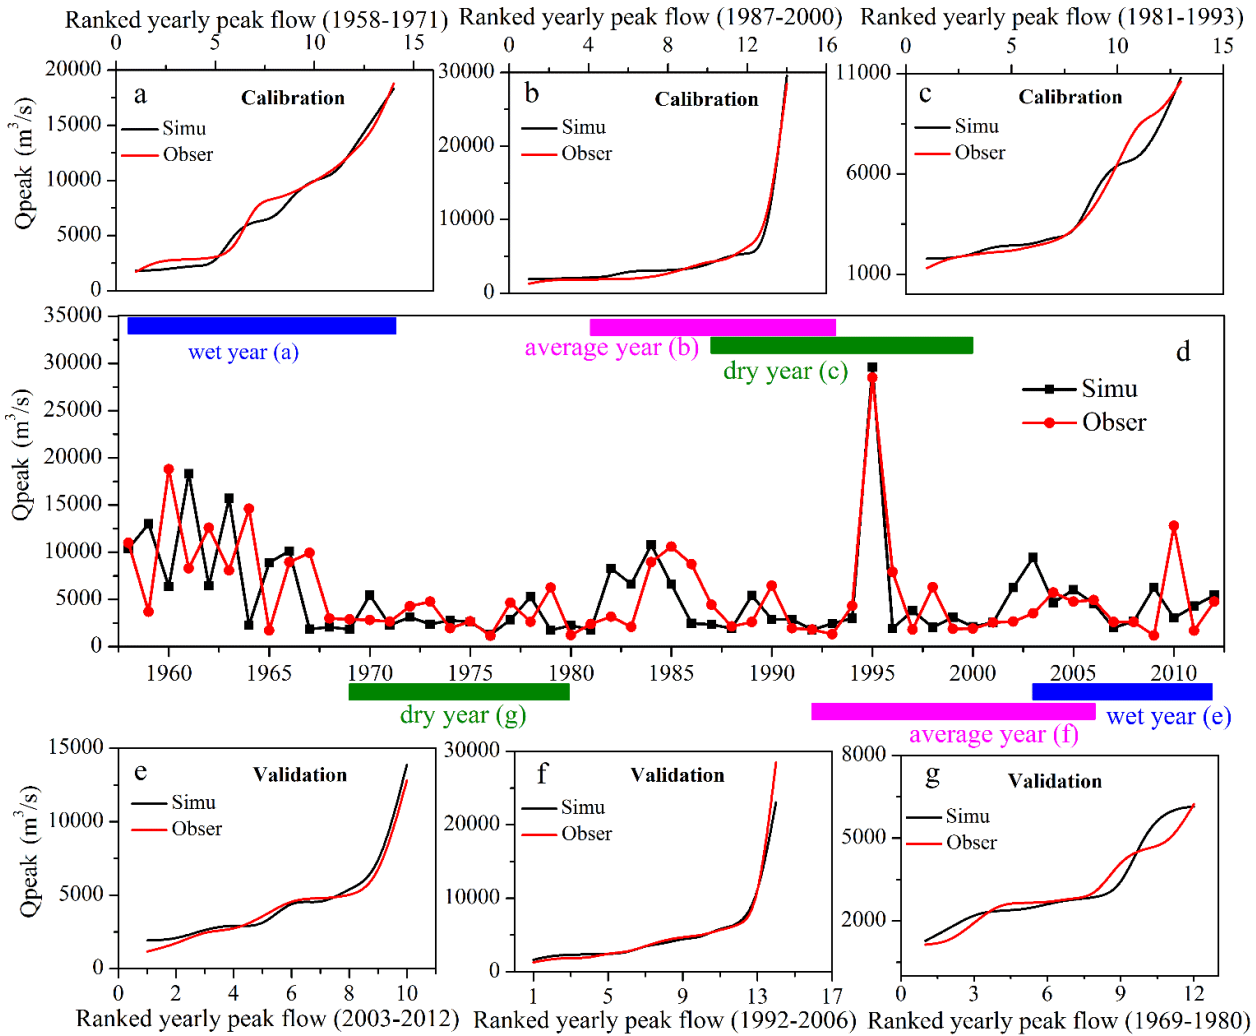 Ranked yearly peak flow (1958-1971)
0 5 10 15
Ranked yearly peak flow (1987-2000)
0 4 8 12 16
Ranked yearly peak flow (1981-1993)
0 5 10 15
Qpeak (m³/s)
20000
15000
10000
5000
0
a
Calibration
Simu
Obser
30000
20000
10000
0
b
Calibration
Simu
Obser
11000
6000
1000
c
Calibration
Simu
Obser
Qpeak (m³/s)
35000
30000
25000
20000
15000
10000
5000
0
wet year (a)
average year (b)
dry year (c)
d
Simu
Obser
1960 1965 1970 1975 1980 1985 1990 1995 2000 2005 2010
dry year (g)
average year (f)
wet year (e)
Qpeak (m³/s)
15000
10000
5000
0
e
Validation
Simu
Obser
0 2 4 6 8 10
Ranked yearly peak flow (2003-2012)
30000
20000
10000
0
f
Validation
Simu
Obser
1 5 9 13 17
Ranked yearly peak flow (1992-2006)
8000
5000
2000
g
Validation
Simu
Obser
0 3 6 9 12
Ranked yearly peak flow (1969-1980)